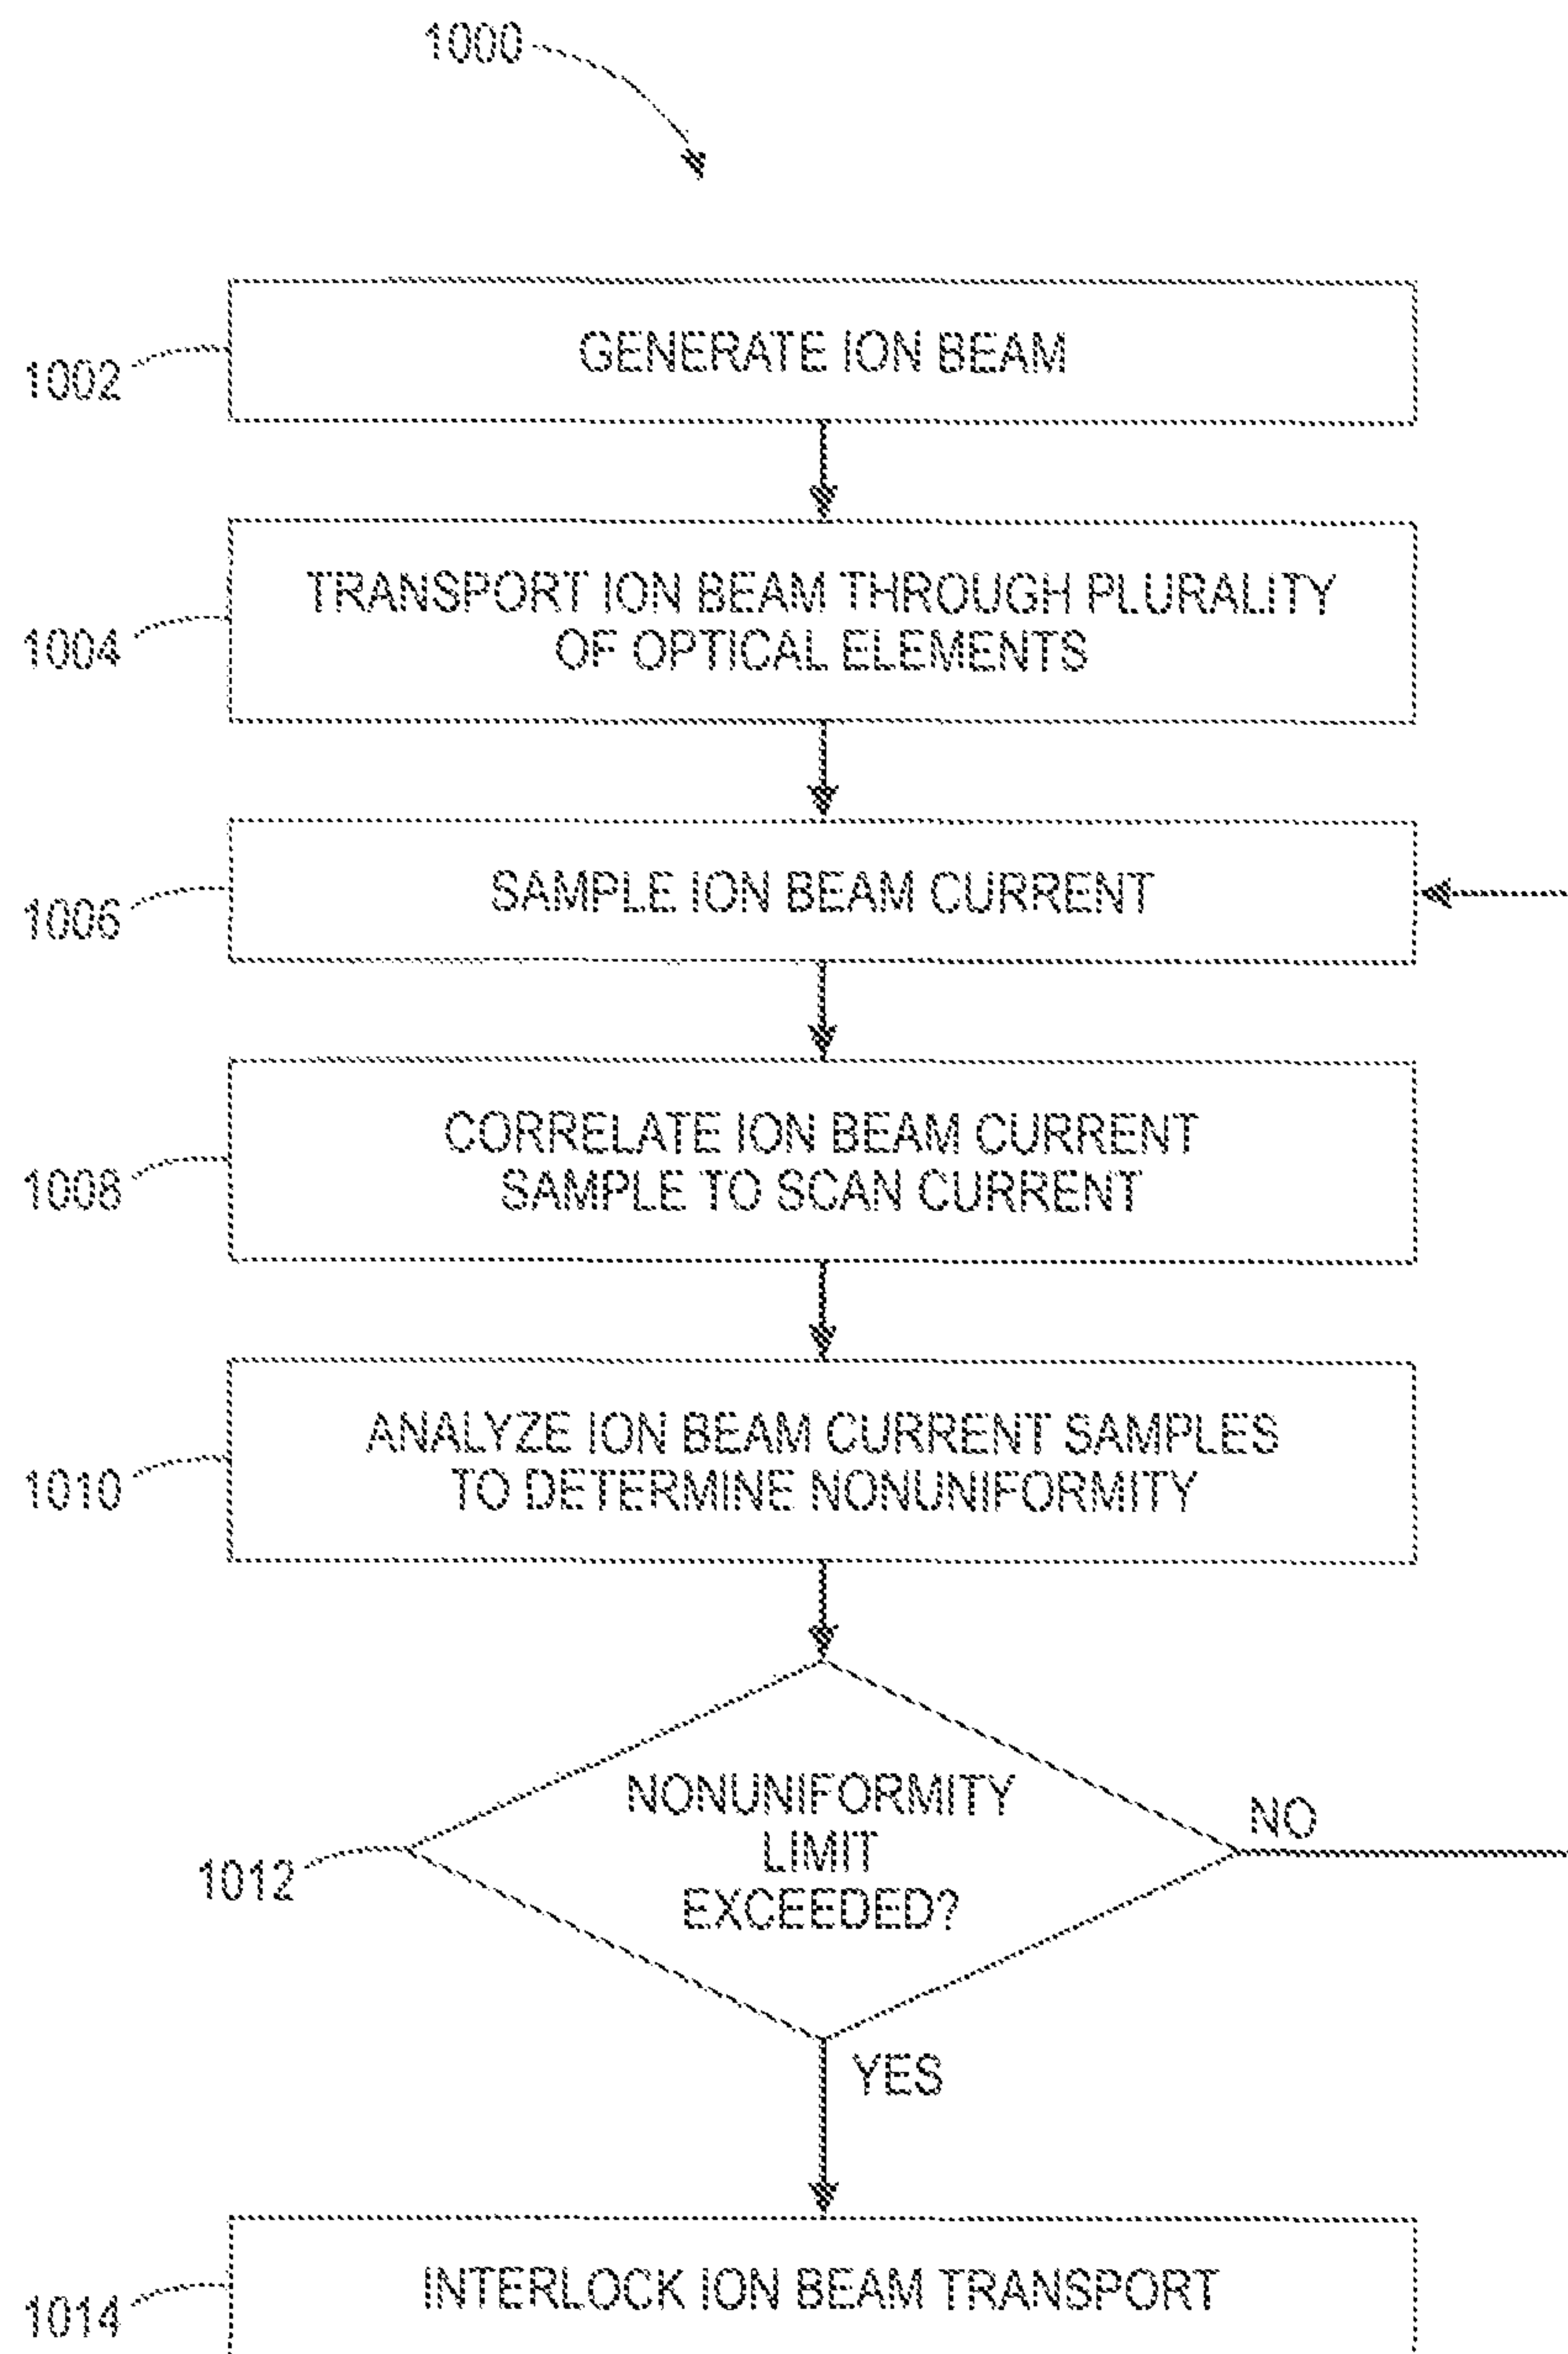 1000
1002
GENERATE ION BEAM
1004
TRANSPORT ION BEAM THROUGH PLURALITY
OF OPTICAL ELEMENTS
1006
SAMPLE ION BEAM CURRENT
1008
CORRELATE ION BEAM CURRENT
SAMPLE TO SCAN CURRENT
1010
ANALYZE ION BEAM CURRENT SAMPLES
TO DETERMINE NONUNIFORMITY
1012
NONUNIFORMITY
LIMIT
EXCEEDED?
NO
YES
1014
INTERLOCK ION BEAM TRANSPORT